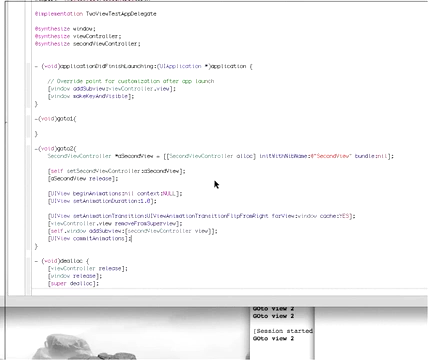 @implementation TwoViewTestAppDelegate
@synthesize window;
@synthesize viewController;
@synthesize secondViewController;
- (void)applicationDidFinishLaunching:(UIApplication *)application {
// Override point for customization after app launch
[window addSubview:viewController.view];
[window makeKeyAndVisible];
}
-(void)goto1{
}
-(void)goto2{
SecondViewController *aSecondView = [[SecondViewController alloc] initWithNibName:@"SecondView" bundle:nil];
[self setSecondViewController:aSecondView];
[aSecondView release];
[UIView beginAnimations:nil context:NULL];
[UIView setAnimationDuration:1.0];
[UIView setAnimationTransition:UIViewAnimationTransitionFlipFromRight forView:window cache:YES];
[viewController.view removeFromSuperview];
[self.window addSubview:[secondViewController view]];
[UIView commitAnimations];
}
- (void)dealloc {
[viewController release];
[window release];
[super dealloc];
GOto view 2
GOto view 2
[Session started
GOto view 2